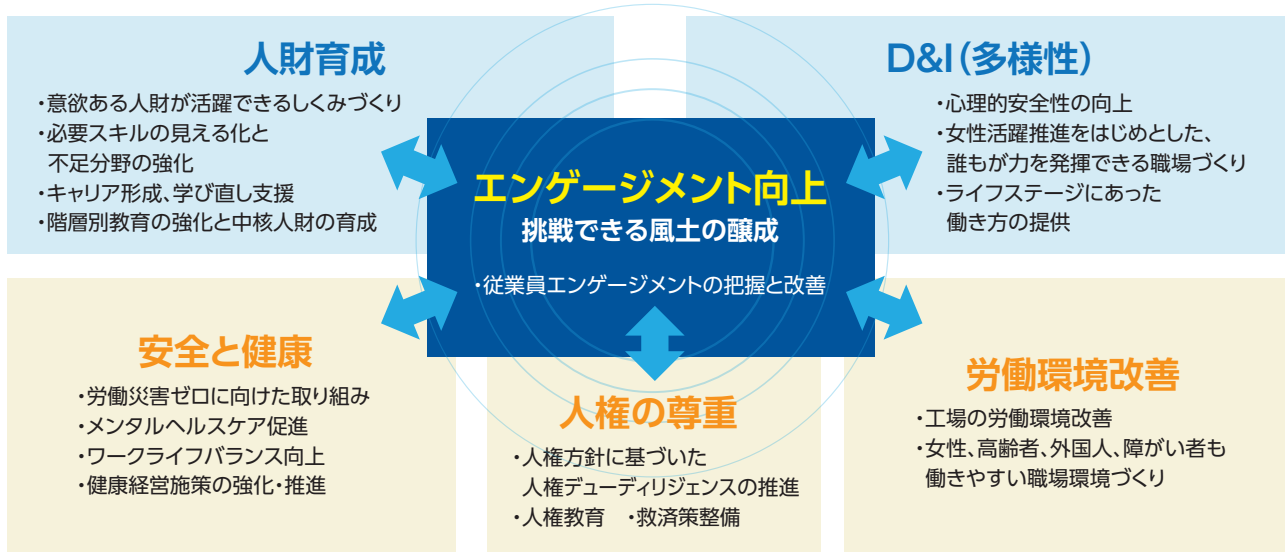 人財育成
・意欲ある人財が活躍できるしくみづくり
・必要スキルの見える化と
不足分野の強化
・キャリア形成、学び直し支援
・階層別教育の強化と中核人財の育成
D&I(多様性)
・心理的安全性の向上
・女性活躍推進をはじめとした、
誰もが力を発揮できる職場づくり
・ライフステージにあった
働き方の提供
エンゲージメント向上
挑戦できる風土の醸成
・従業員エンゲージメントの把握と改善
安全と健康
・労働災害ゼロに向けた取り組み
・メンタルヘルスケア促進
・ワークライフバランス向上
・健康経営施策の強化・推進
人権の尊重
・人権方針に基づいた
人権デューディリジェンスの推進
・人権教育　・救済策整備
労働環境改善
・工場の労働環境改善
・女性、高齢者、外国人、障がい者も
働きやすい職場環境づくり